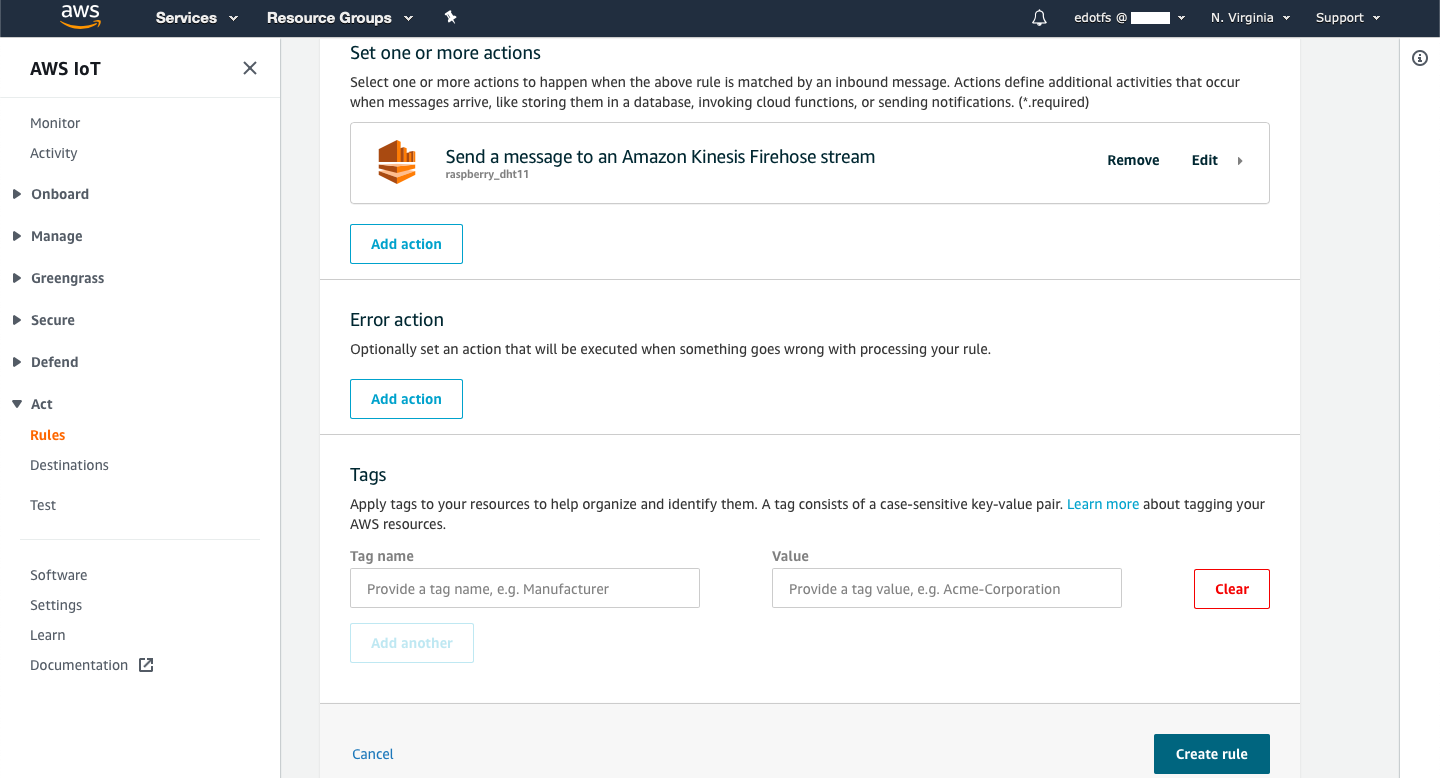 aws
Services
Resource Groups
edotfs @
N. Virginia
Support
AWS IoT
Monitor
Activity
Onboard
Manage
Greengrass
Secure
Defend
Act
Rules
Destinations
Test
Software
Settings
Learn
Documentation
Set one or more actions
Select one or more actions to happen when the above rule is matched by an inbound message. Actions define additional activities that occur
when messages arrive, like storing them in a database, invoking cloud functions, or sending notifications. (*.required)
Send a message to an Amazon Kinesis Firehose stream
raspberry_dht11
Remove
Edit
Add action
Error action
Optionally set an action that will be executed when something goes wrong with processing your rule.
Add action
Tags
Apply tags to your resources to help organize and identify them. A tag consists of a case-sensitive key-value pair. Learn more about tagging your
AWS resources.
Tag name
Value
Provide a tag name, e.g. Manufacturer
Provide a tag value, e.g. Acme-Corporation
Clear
Add another
Cancel
Create rule